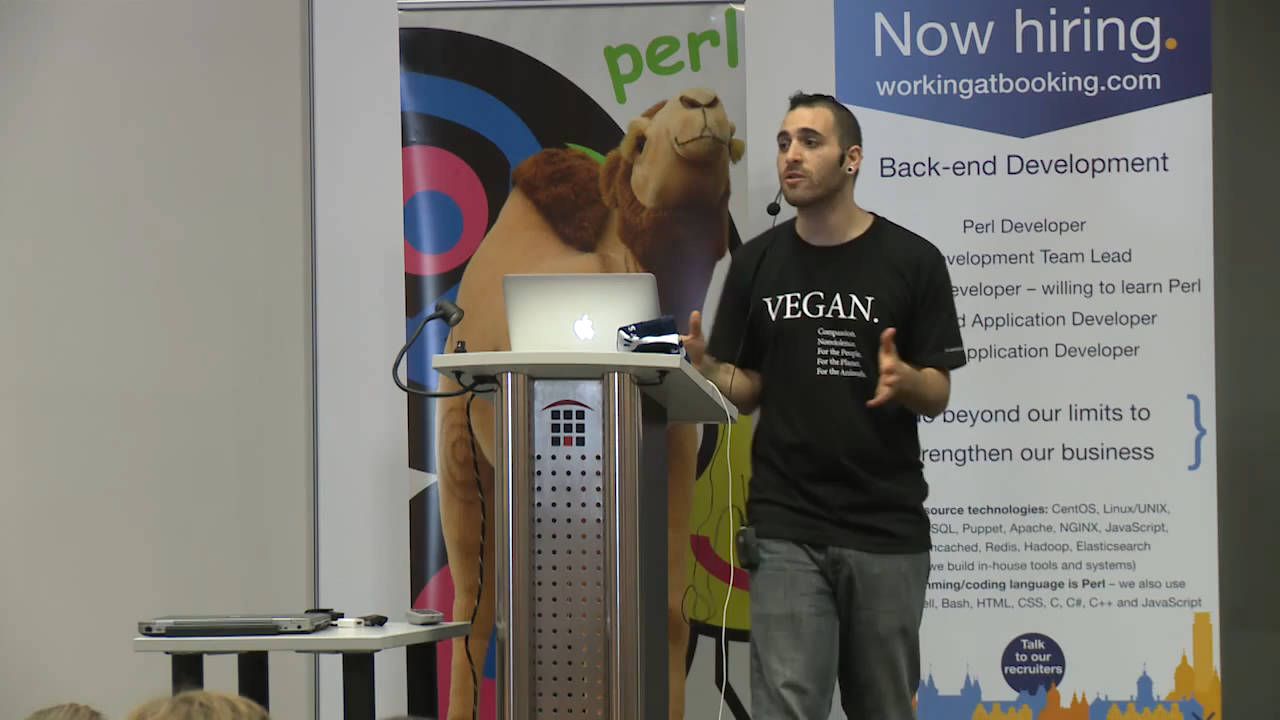 perl
Now hiring.
workingatbooking.com
Back-end Development
Perl Developer
velopment Team Lead
eveloper – willing to learn Perl
d Application Developer
pplication Developer
beyond our limits to
rengthen our business
source technologies: CentOS, Linux/UNIX,
SQL, Puppet, Apache, NGINX, JavaScript,
cached, Redis, Hadoop, Elasticsearch
we build in-house tools and systems)
mming/coding language is Perl – we also use
ell, Bash, HTML, CSS, C, C#, C++ and JavaScript
Talk
to our
recruiters
VEGAN.
Compassion.
Nonviolence.
For the People.
For the Planet.
For the Animals.